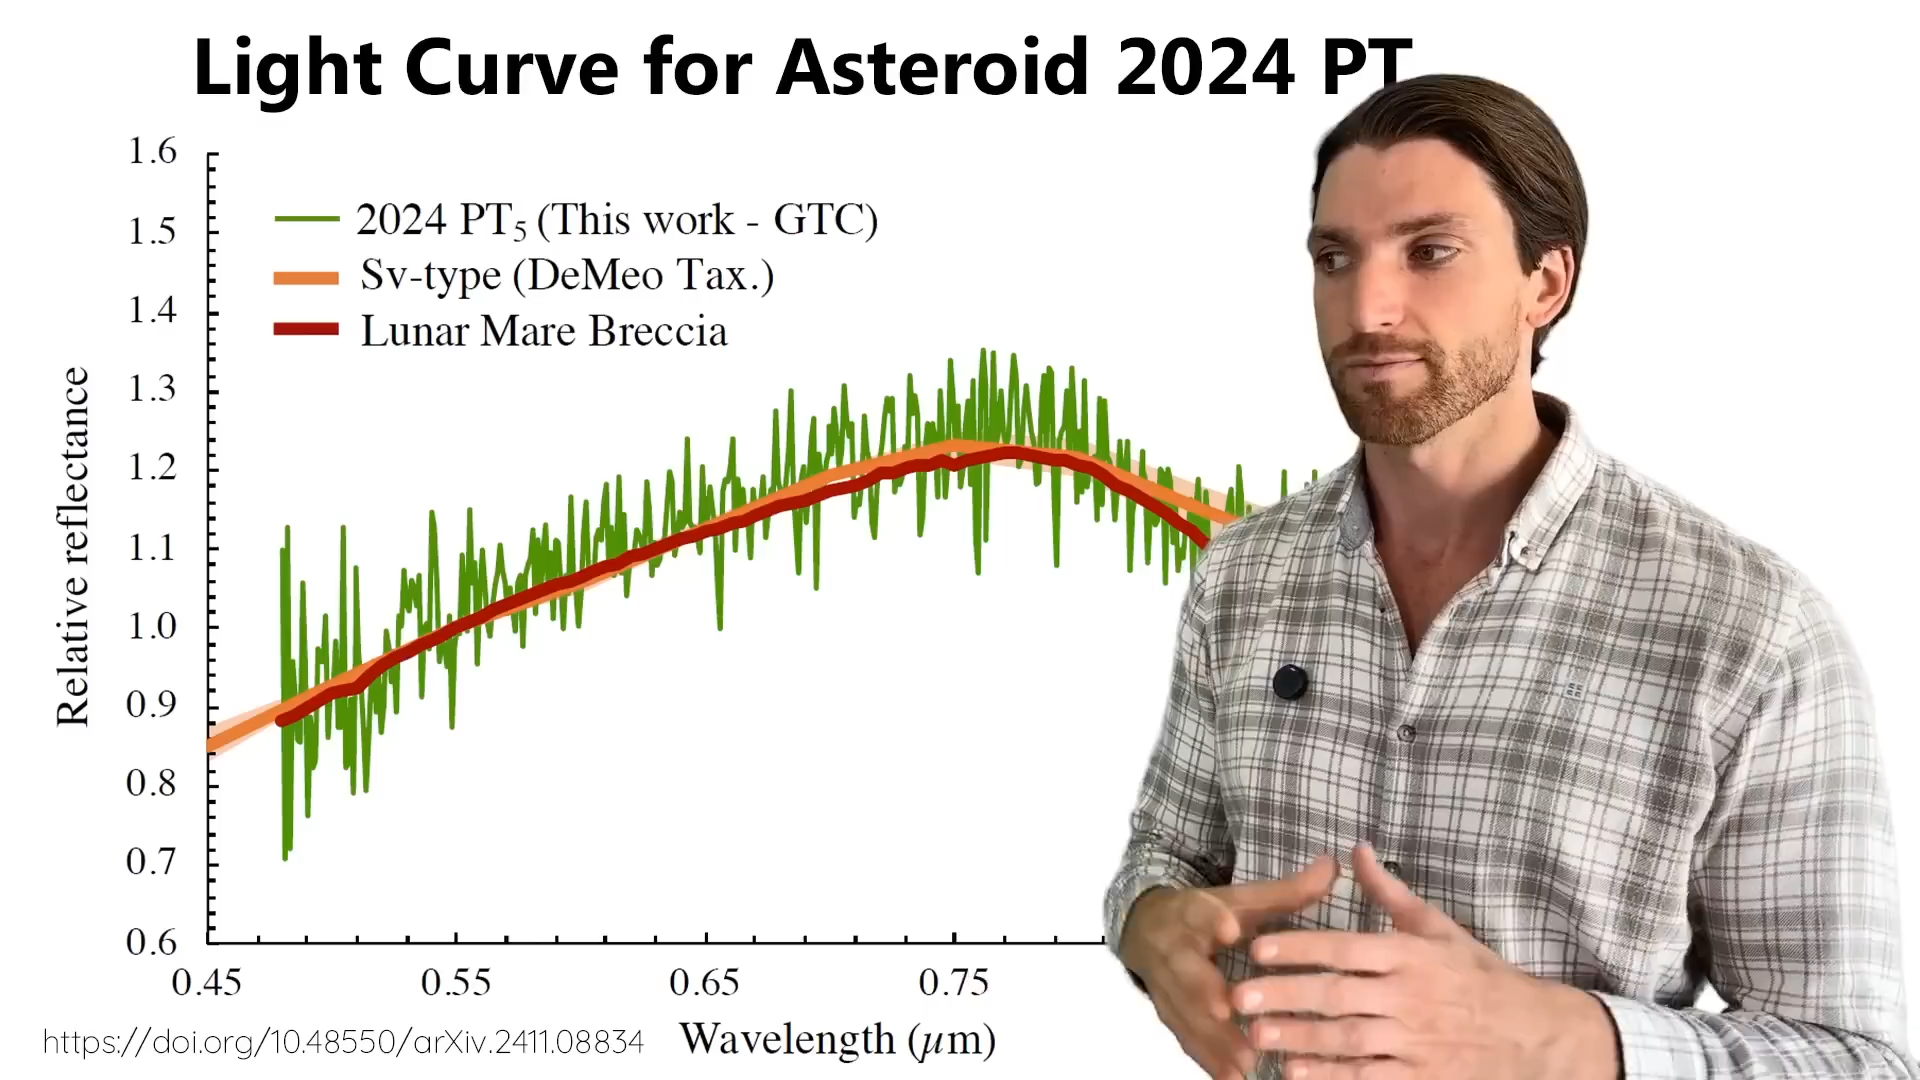 Light Curve for Asteroid 2024 PT
1.6
1.5
1.4
1.3
1.2
1.1
1.0
0.9
0.8
0.7
0.6
2024 PT₅ (This work - GTC)
Sv-type (DeMeo Tax.)
Lunar Mare Breccia
Relative reflectance
0.45 0.55 0.65 0.75
Wavelength (μm)
https://doi.org/10.48550/arXiv.2411.08834